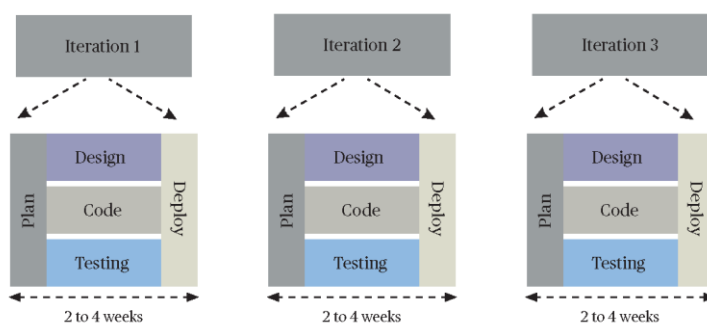 Iteration 1
Iteration 2
Iteration 3
Plan
Design
Code
Testing
Deploy
Plan
Design
Code
Testing
Deploy
Plan
Design
Code
Testing
Deploy
2 to 4 weeks
2 to 4 weeks
2 to 4 weeks